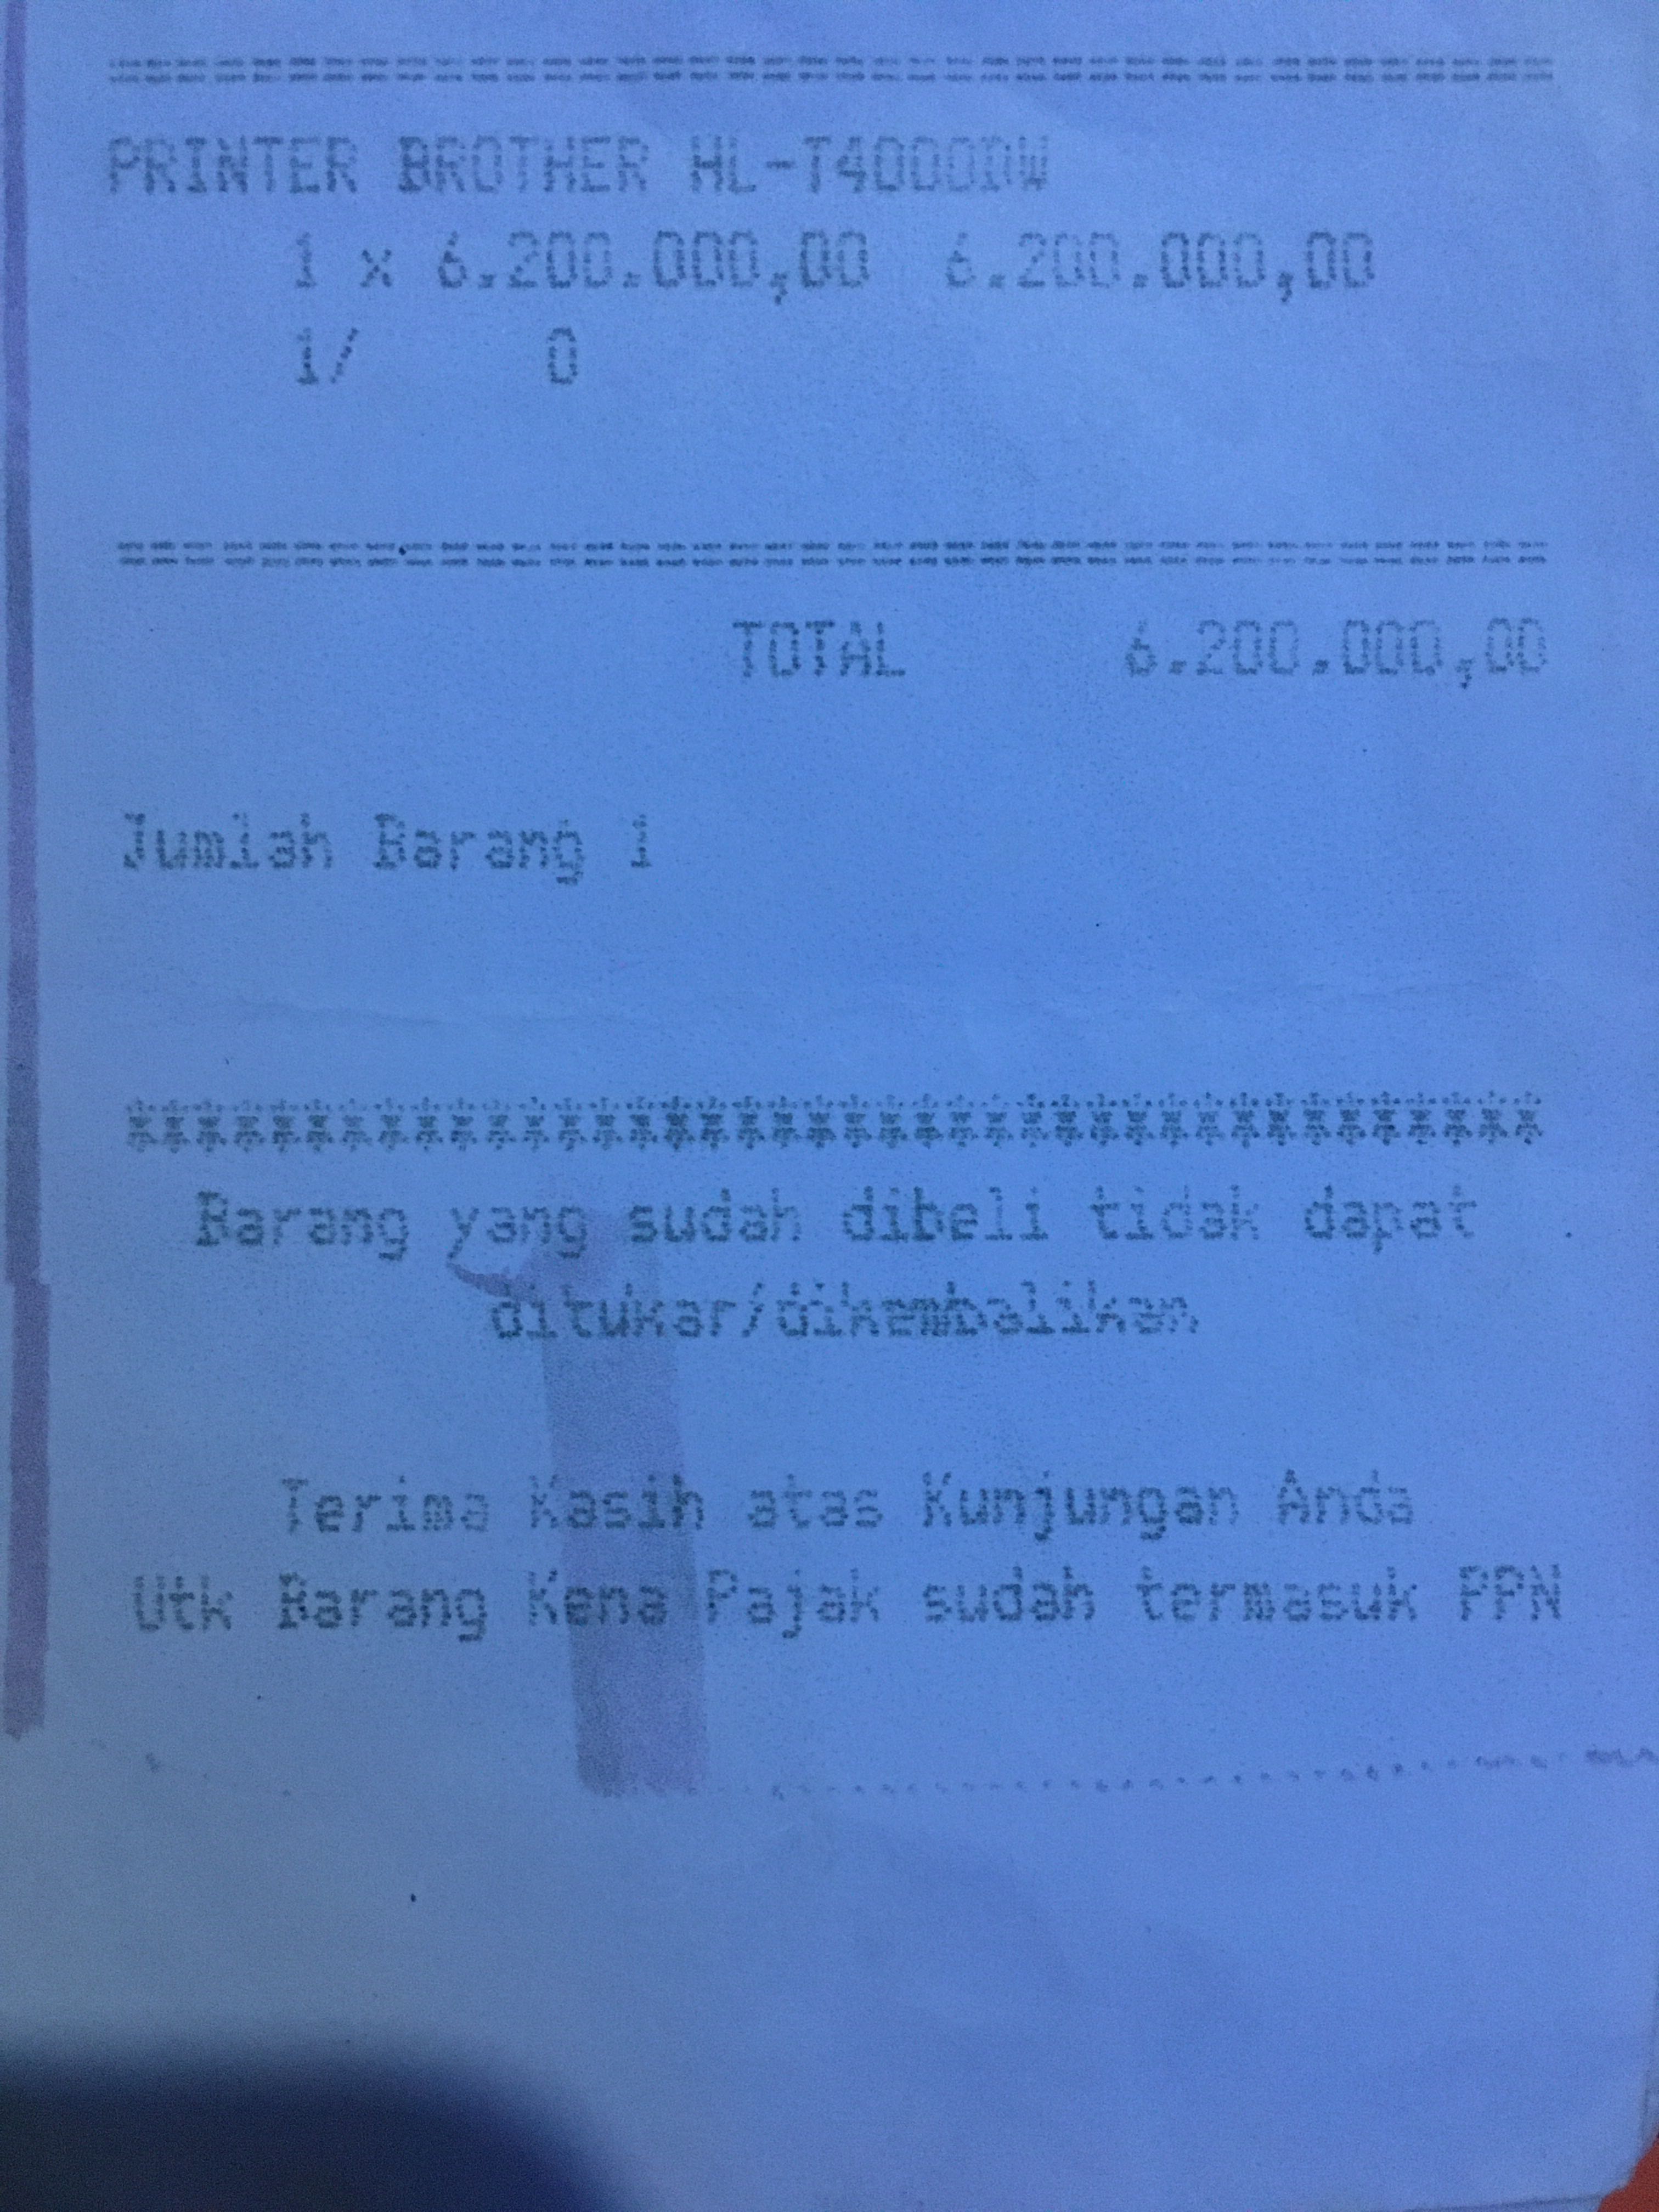 ========================================
PRINTER BROTHER HL-T4000DW
1 x 6.200.000,00 6.200.000,00
1/ 0
========================================
TOTAL 6.200.000,00
Jumlah Barang 1
****************************************
Barang yang sudah dibeli tidak dapat
ditukar/dikembalikan
Terima Kasih atas Kunjungan Anda
Utk Barang Kena Pajak sudah termasuk PPN